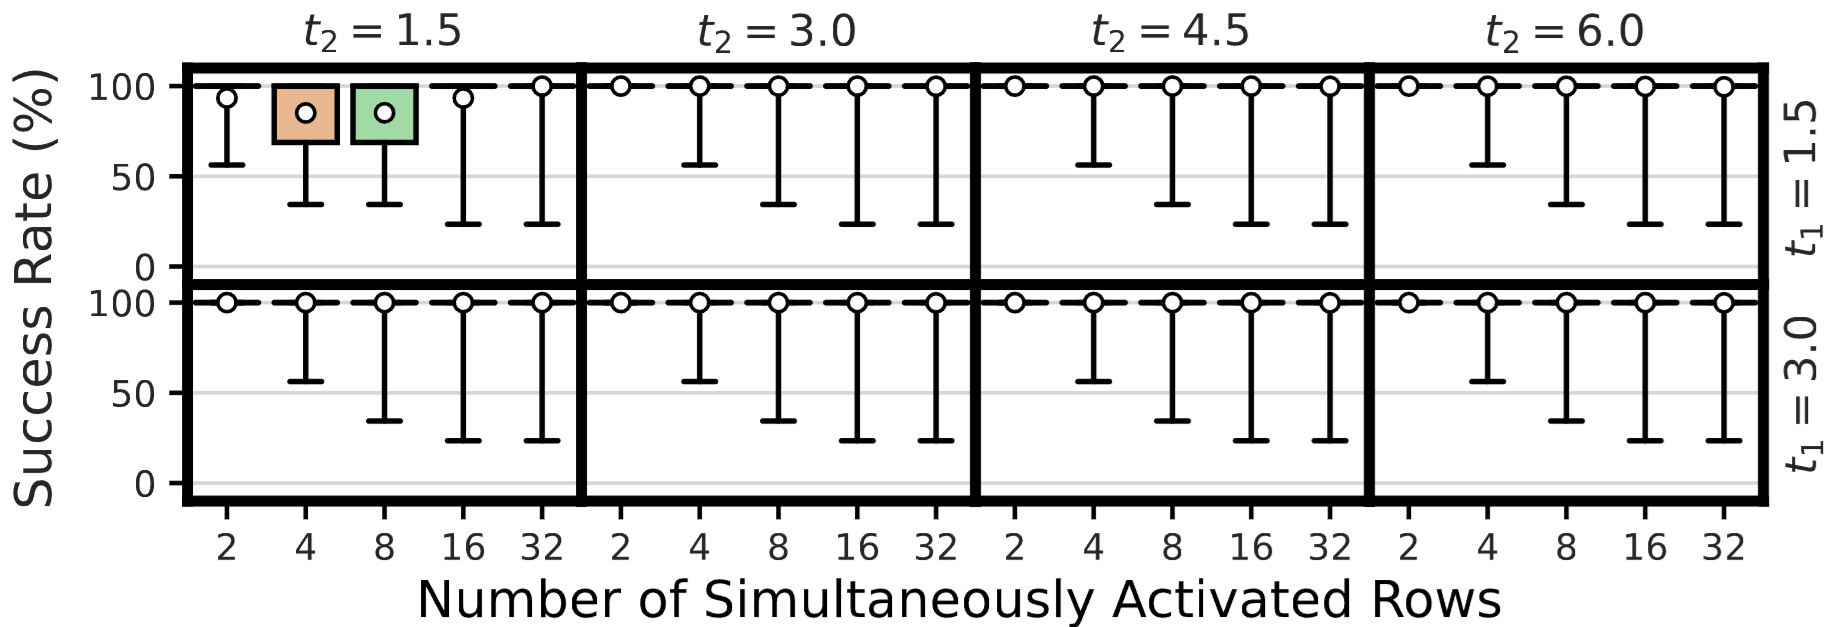 t2 = 1.5 t2 = 3.0 t2 = 4.5 t2 = 6.0
Success Rate (%)
100
50
0
t1 = 1.5
100
50
0
t1 = 3.0
2 4 8 16 32 2 4 8 16 32 2 4 8 16 32 2 4 8 16 32
Number of Simultaneously Activated Rows